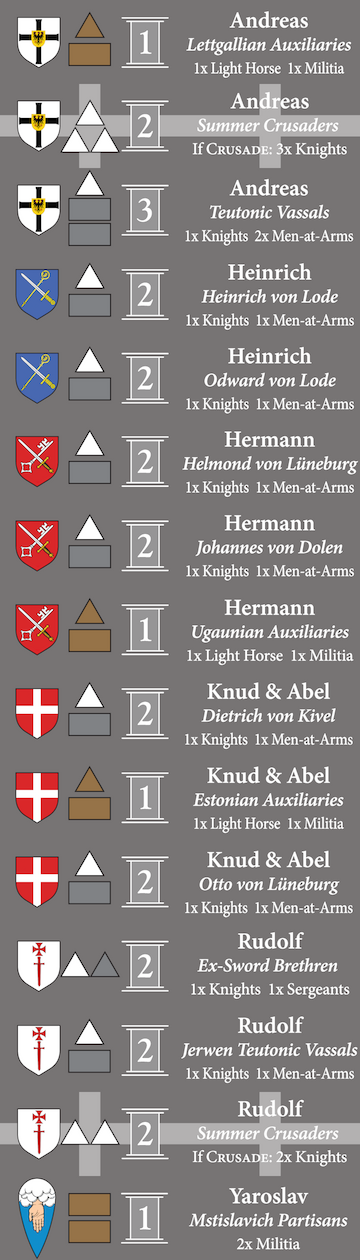 Andreas
Lettgallian Auxiliaries
1
1x Light Horse 1x Militia
Andreas
Summer Crusaders
2
If CRUSADE: 3x Knights
Andreas
Teutonic Vassals
3
1x Knights 2x Men-at-Arms
Heinrich
Heinrich von Lode
2
1x Knights 1x Men-at-Arms
Heinrich
Odward von Lode
2
1x Knights 1x Men-at-Arms
Hermann
Helmond von Lüneburg
2
1x Knights 1x Men-at-Arms
Hermann
Johannes von Dolen
2
1x Knights 1x Men-at-Arms
Hermann
Ugaunian Auxiliaries
1
1x Light Horse 1x Militia
Knud & Abel
Dietrich von Kivel
2
1x Knights 1x Men-at-Arms
Knud & Abel
Estonian Auxiliaries
1
1x Light Horse 1x Militia
Knud & Abel
Otto von Lüneburg
2
1x Knights 1x Men-at-Arms
Rudolf
Ex-Sword Brethren
2
1x Knights 1x Sergeants
Rudolf
Jerwen Teutonic Vassals
2
1x Knights 1x Men-at-Arms
Rudolf
Summer Crusaders
2
If CRUSADE: 2x Knights
Yaroslav
Mstislavich Partisans
1
2x Militia